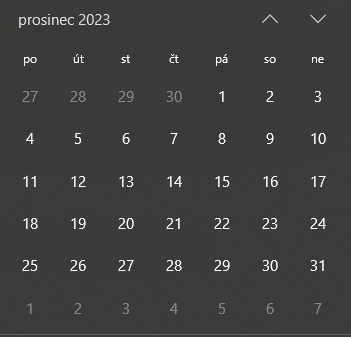 prosinec 2023
po út st čt pá so ne
27 28 29 30 1 2 3
4 5 6 7 8 9 10
11 12 13 14 15 16 17
18 19 20 21 22 23 24
25 26 27 28 29 30 31
1 2 3 4 5 6 7